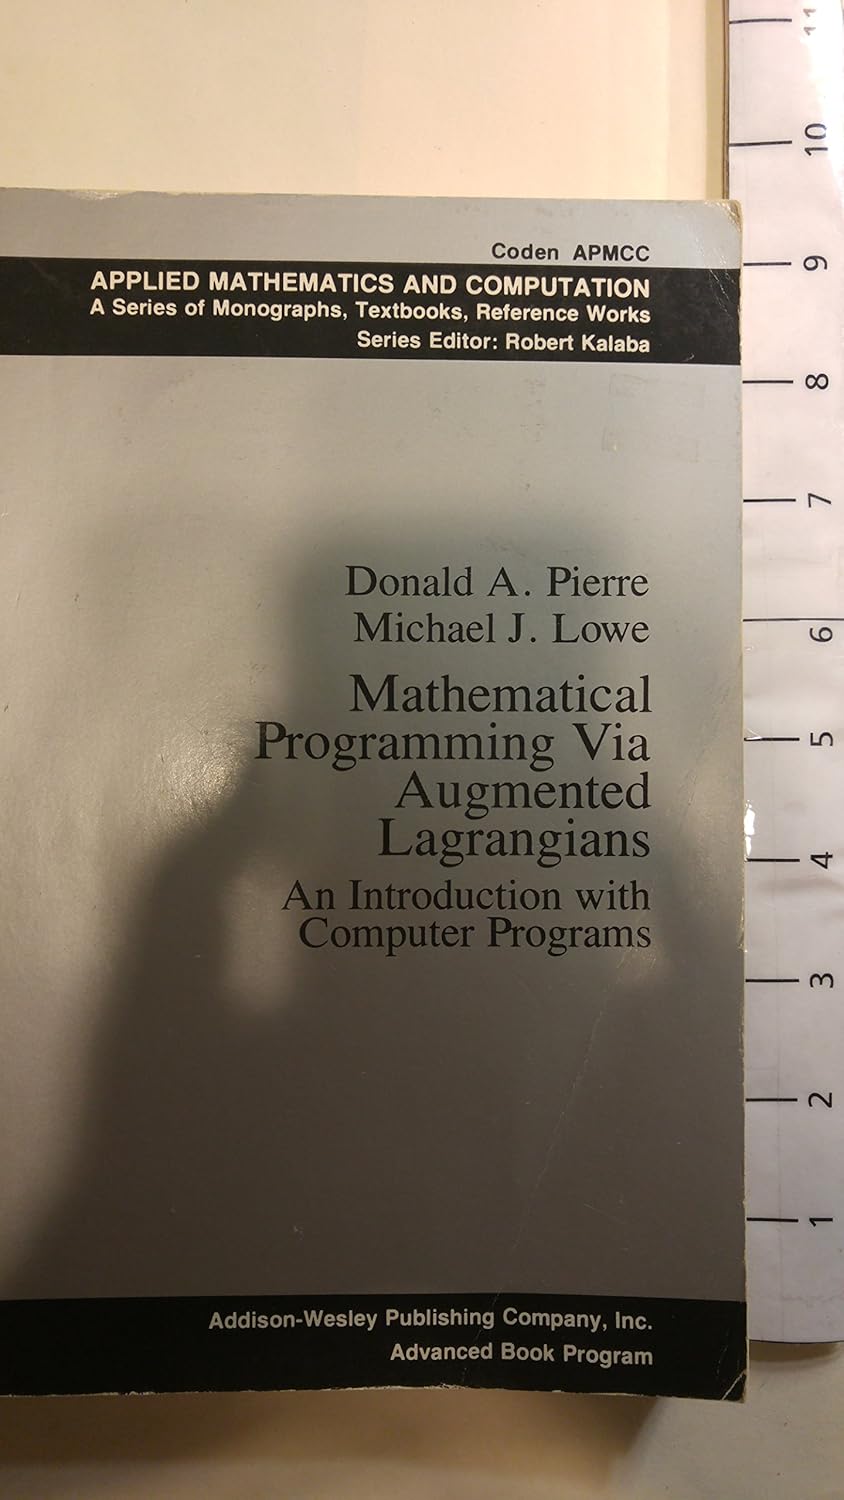 Coden APMCC
APPLIED MATHEMATICS AND COMPUTATION
A Series of Monographs, Textbooks, Reference Works
Series Editor: Robert Kalaba
Donald A. Pierre
Michael J. Lowe
Mathematical
Programming Via
Augmented
Lagrangians
An Introduction with
Computer Programs
Addison-Wesley Publishing Company, Inc.
Advanced Book Program
11
10
9
8
7
6
5
4
3
2
1